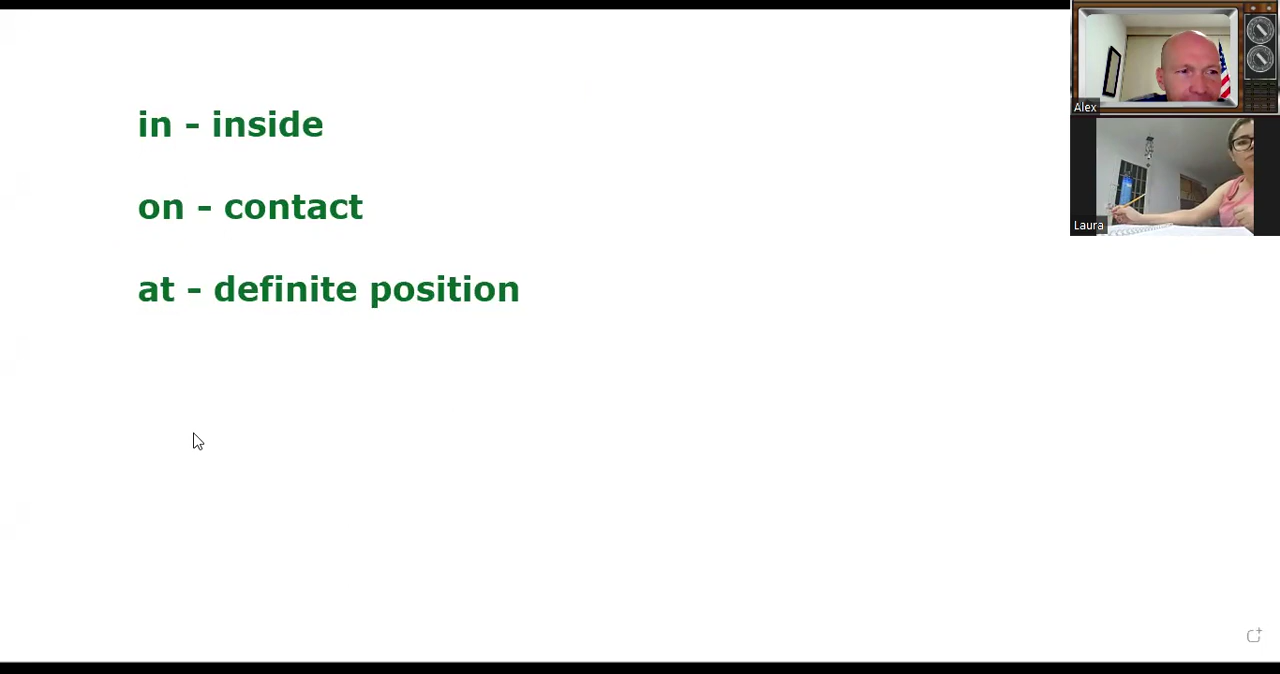 in - inside
on - contact
at - definite position
Alex
Laura